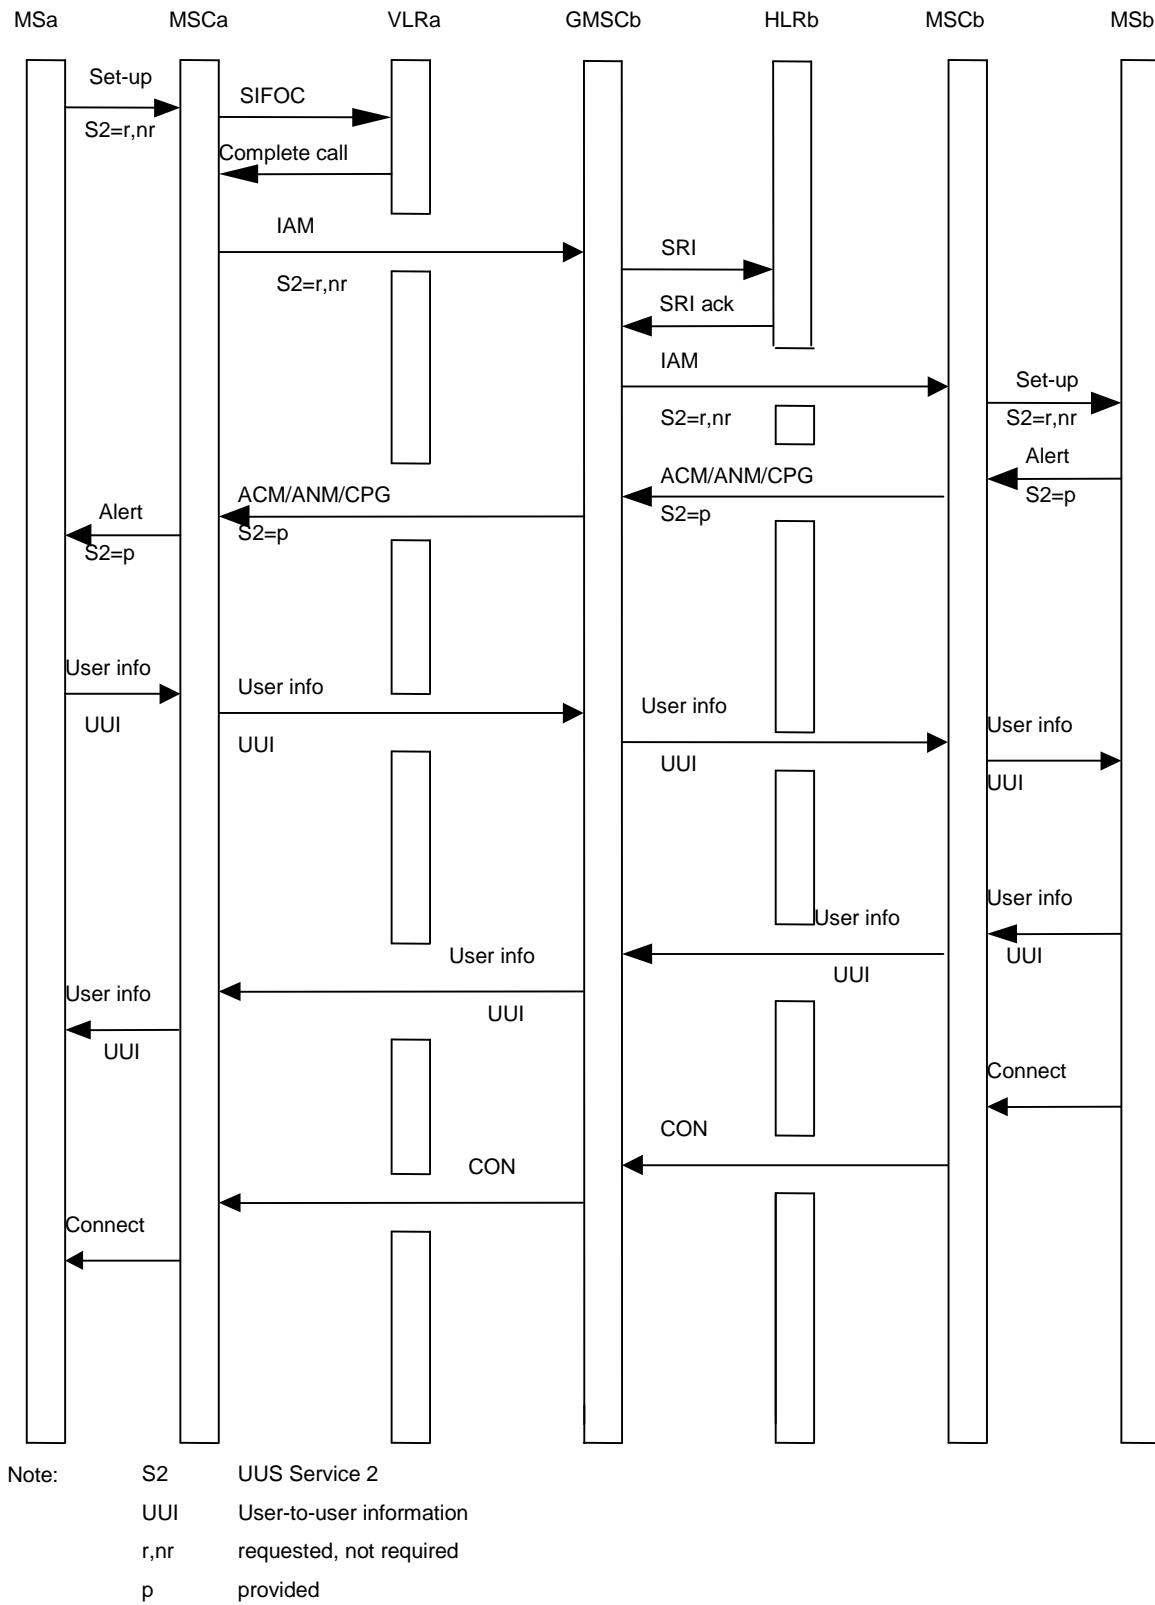 MSa MSCa VLRa GMSCb HLRb MSCb MSb
Set-up
SIFOC
S2=r,nr
Complete call
IAM
SRI
S2=r,nr
SRI ack
IAM
Set-up
S2=r,nr
S2=r,nr
Alert
ACM/ANM/CPG
ACM/ANM/CPG
S2=p
Alert
S2=p
S2=p
S2=p
User info
User info
User info
UUI
UUI
User info
UUI
UUI
User info
User info
User info
UUI
UUI
User info
UUI
UUI
Connect
CON
CON
Connect
Note: S2 UUS Service 2
UUI User-to-user information
r,nr requested, not required
p provided